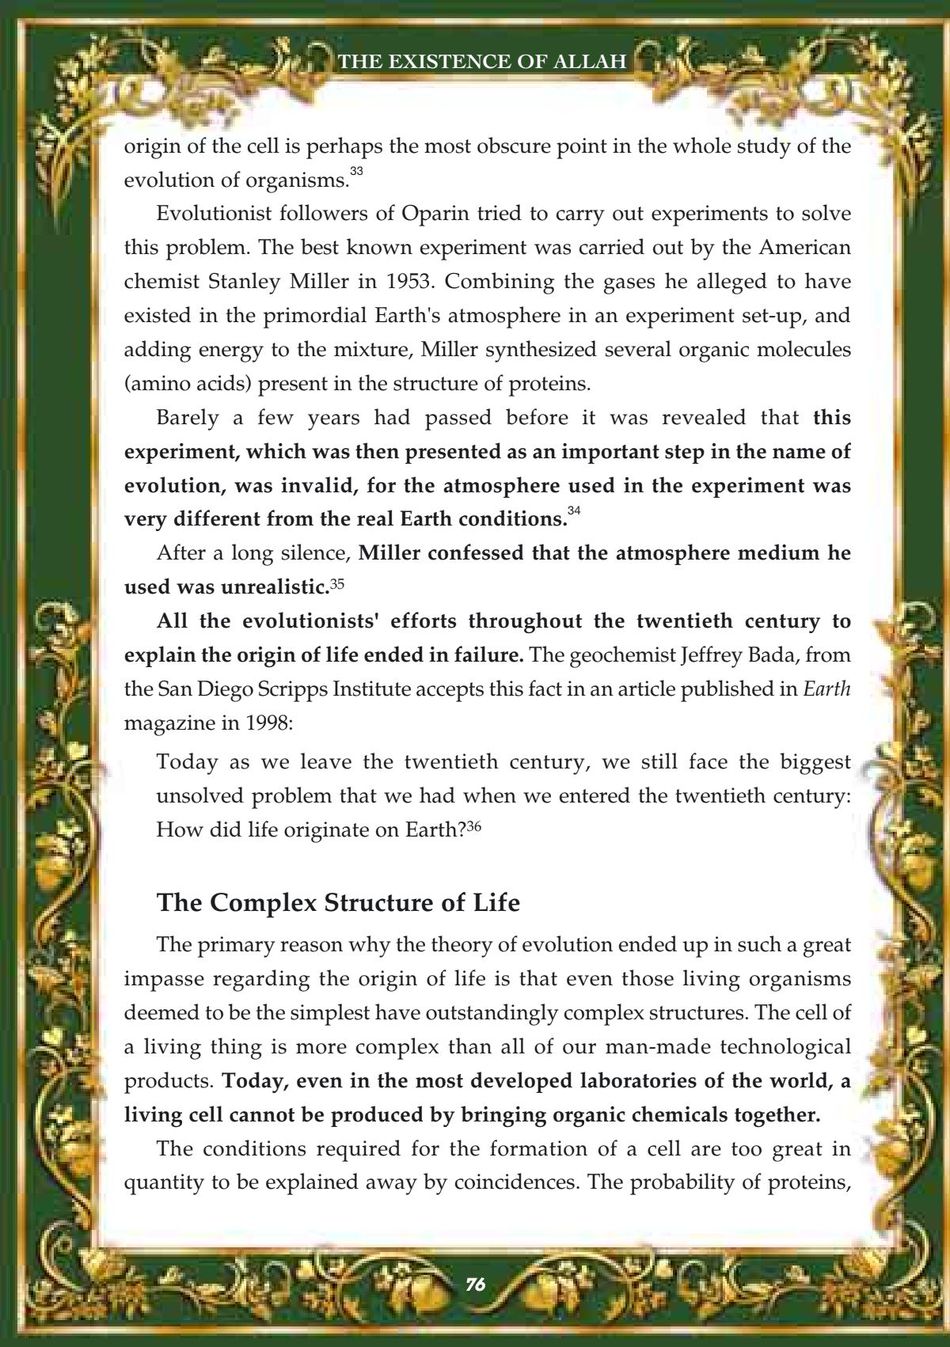 THE EXISTENCE OF ALLAH
origin of the cell is perhaps the most obscure point in the whole study of the
evolution of organisms.33
Evolutionist followers of Oparin tried to carry out experiments to solve
this problem. The best known experiment was carried out by the American
chemist Stanley Miller in 1953. Combining the gases he alleged to have
existed in the primordial Earth's atmosphere in an experiment set-up, and
adding energy to the mixture, Miller synthesized several organic molecules
(amino acids) present in the structure of proteins.
Barely a few years had passed before it was revealed that this
experiment, which was then presented as an important step in the name of
evolution, was invalid, for the atmosphere used in the experiment was
very different from the real Earth conditions.34
After a long silence, Miller confessed that the atmosphere medium he
used was unrealistic.35
All the evolutionists' efforts throughout the twentieth century to
explain the origin of life ended in failure. The geochemist Jeffrey Bada, from
the San Diego Scripps Institute accepts this fact in an article published in Earth
magazine in 1998:
Today as we leave the twentieth century, we still face the biggest
unsolved problem that we had when we entered the twentieth century:
How did life originate on Earth?36
The Complex Structure of Life
The primary reason why the theory of evolution ended up in such a great
impasse regarding the origin of life is that even those living organisms
deemed to be the simplest have outstandingly complex structures. The cell of
a living thing is more complex than all of our man-made technological
products. Today, even in the most developed laboratories of the world, a
living cell cannot be produced by bringing organic chemicals together.
The conditions required for the formation of a cell are too great in
quantity to be explained away by coincidences. The probability of proteins,
76